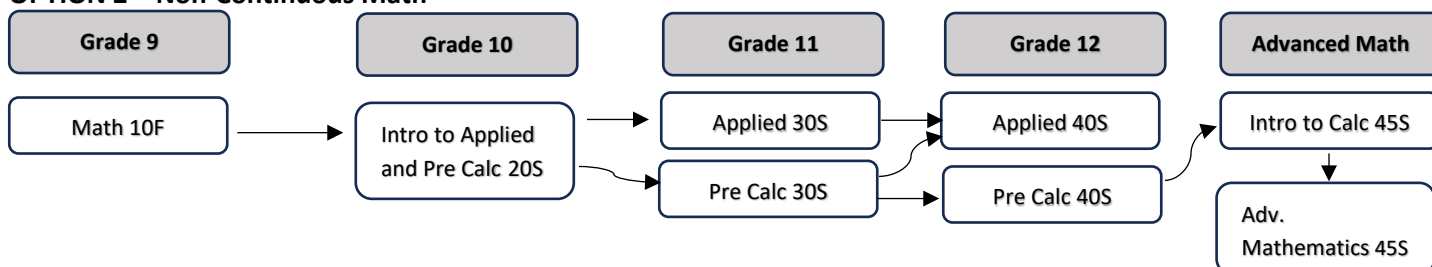 Grade 9
Grade 10
Grade 11
Grade 12
Advanced Math
Math 10F
Intro to Applied
and Pre Calc 20S
Applied 30S
Applied 40S
Intro to Calc 45S
Pre Calc 30S
Pre Calc 40S
Adv.
Mathematics 45S